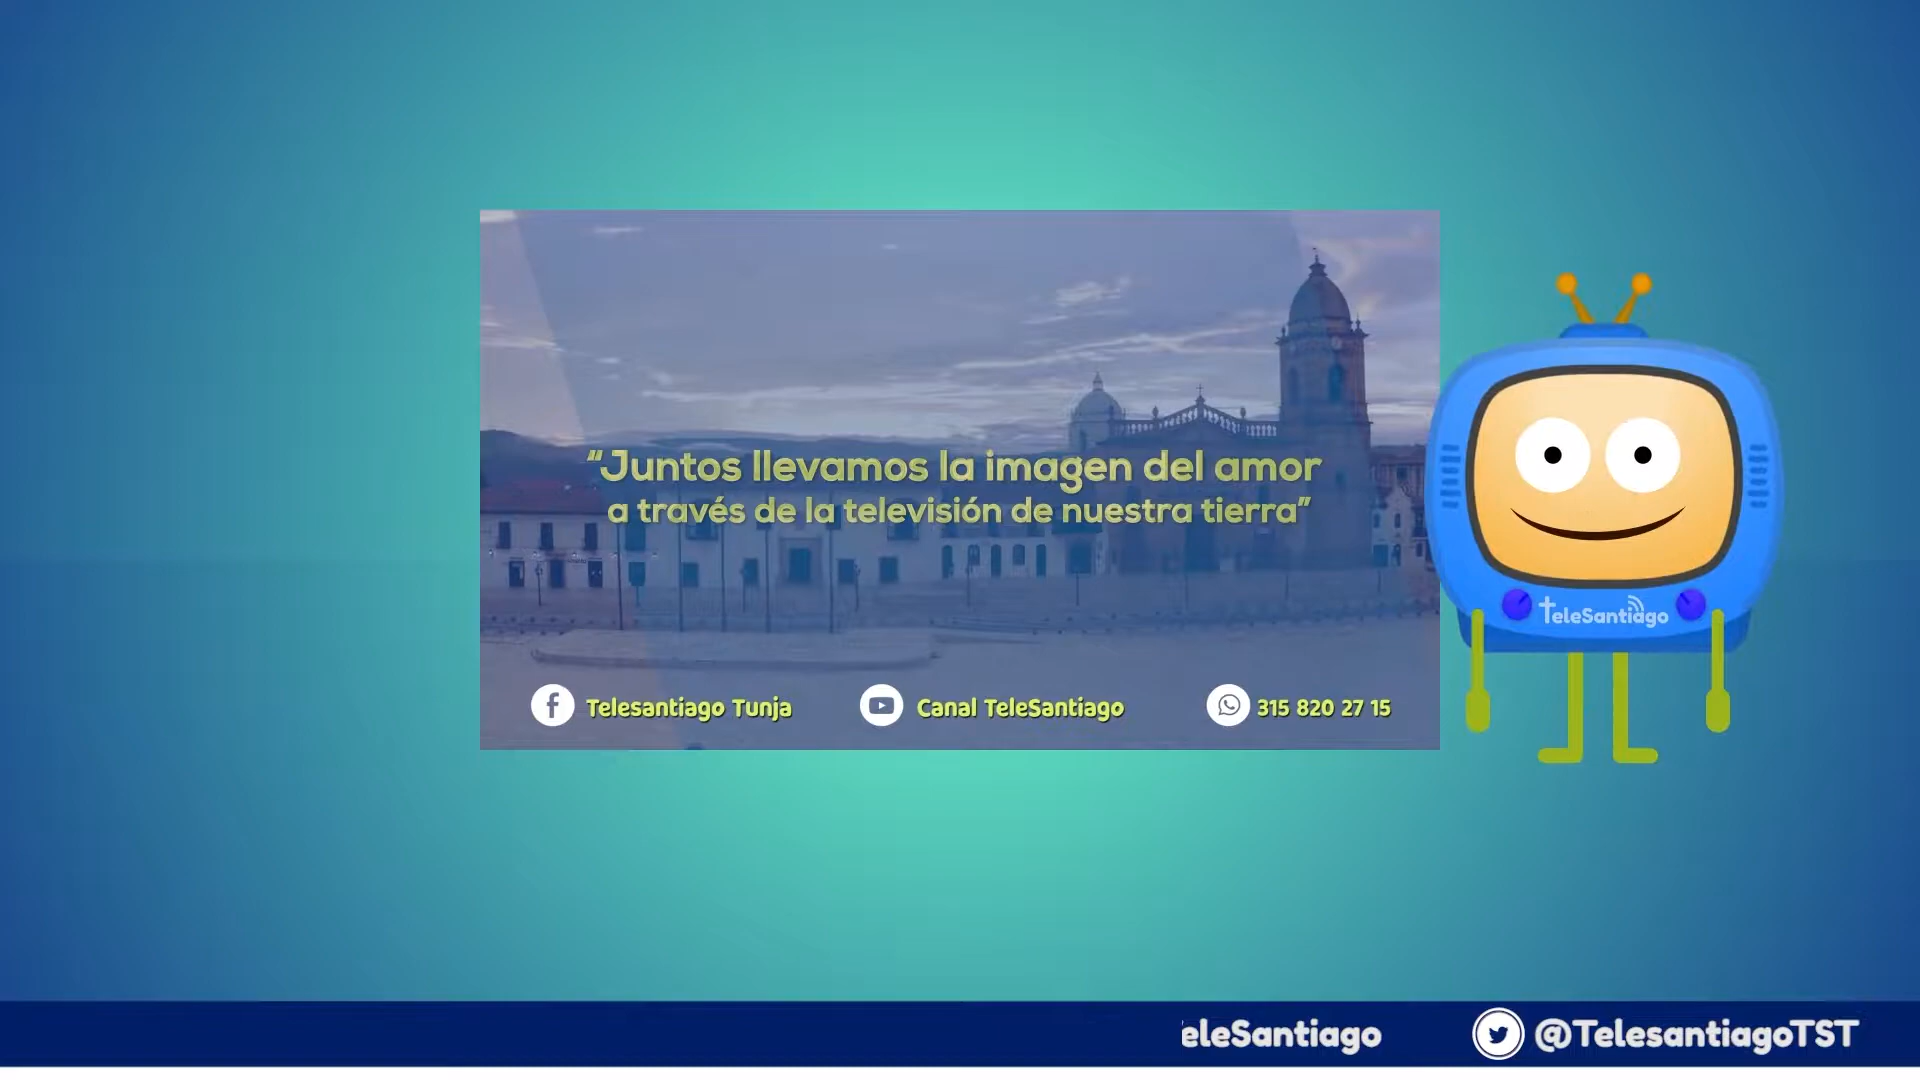 “Juntos llevamos la imagen del amor
a través de la televisión de nuestra tierra”
Telesantiago Tunja
Canal TeleSantiago
315 820 27 15
TeleSantiago
eleSantiago
@TelesantiagoTST